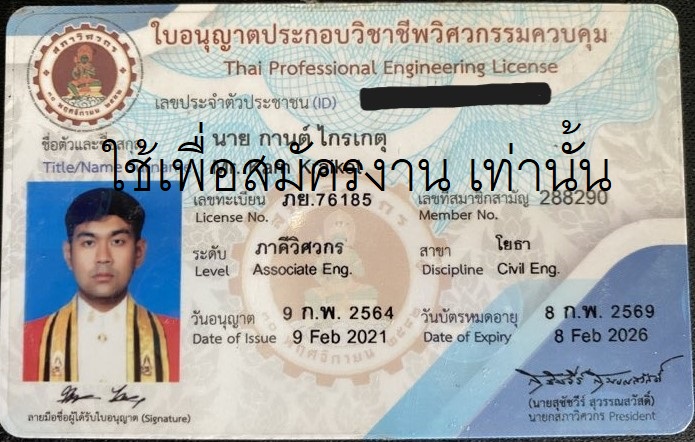 สภาวิศวกร
ใบอนุญาตประกอบวิชาชีพวิศวกรรมควบคุม
Thai Professional Engineering License
เลขประจำตัวประชาชน (ID)
ชื่อตัวและชื่อสกุล นาย กานต์ ไกรเกตุ
Title/Name
ใช้เพื่อสมัครงาน เท่านั้น
เลขทะเบียน ภย.76185 เลขที่สมาชิกสามัญ 288290
License No. Member No.
ระดับ ภาคีวิศวกร สาขา โยธา
Level Associate Eng. Discipline Civil Eng.
วันอนุญาต 9 ก.พ. 2564 วันบัตรหมดอายุ 8 ก.พ. 2569
Date of Issue 9 Feb 2021 Date of Expiry 8 Feb 2026
ลายมือชื่อผู้ได้รับใบอนุญาต (Signature)
(นายสุชัชวีร์ สุวรรณสวัสดิ์)
นายกสภาวิศวกร President